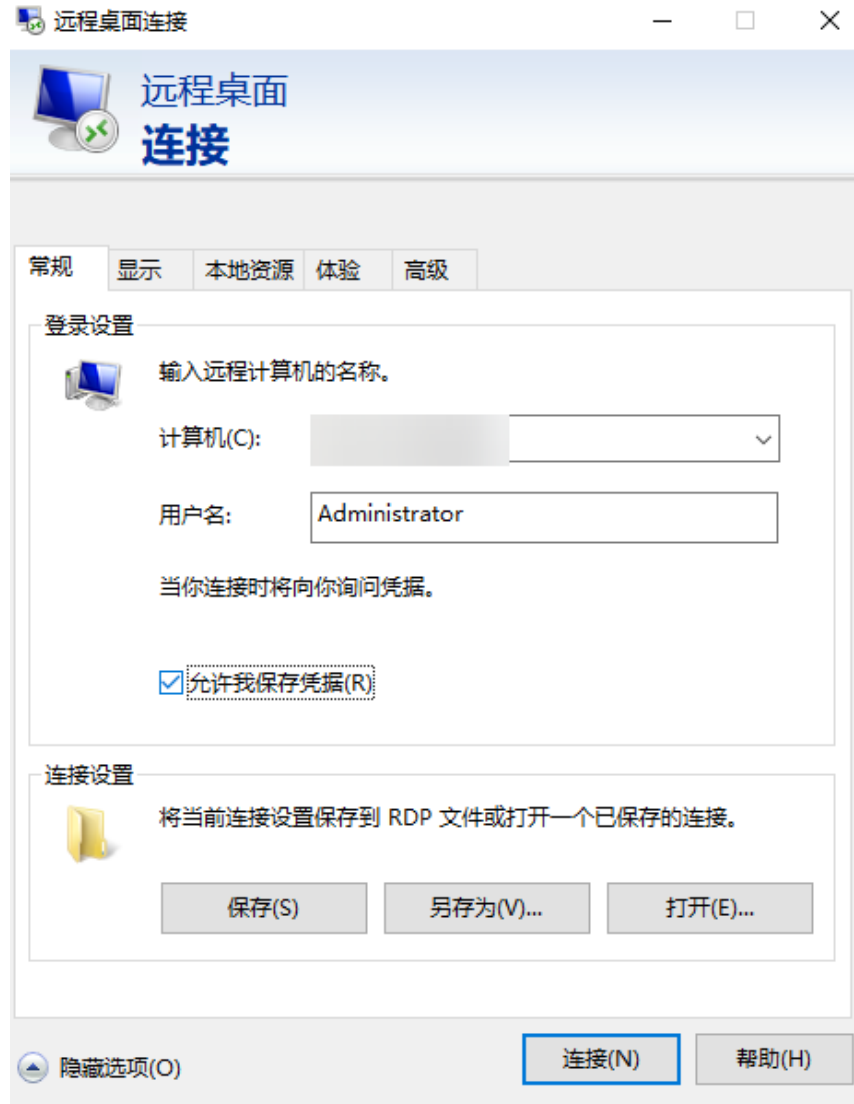 远程桌面连接
远程桌面
连接
常规 显示 本地资源 体验 高级
登录设置
输入远程计算机的名称。
计算机(C):
用户名: Administrator
当你连接时将向你询问凭据。
允许我保存凭据(R)
连接设置
将当前连接设置保存到 RDP 文件或打开一个已保存的连接。
保存(S) 另存为(V)... 打开(E)...
隐藏选项(O) 连接(N) 帮助(H)